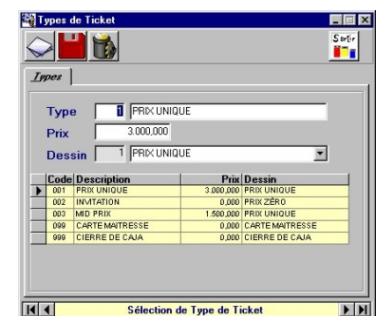 Types de Ticket
Sortir
Types
Type 1 PRIX UNIQUE
Prix 3.000,000
Dessin 1 PRIX UNIQUE
Code Description Prix Dessin
001 PRIX UNIQUE 3.000,000 PRIX UNIQUE
002 INVITATION 0,000 PRIX ZÉRO
003 MID PRIX 1.500,000 PRIX UNIQUE
099 CARTE MAITRESSE 0,000 CARTE MAITRESSE
999 CIERRE DE CAJA 0,000 CIERRE DE CAJA
Sélection de Type de Ticket